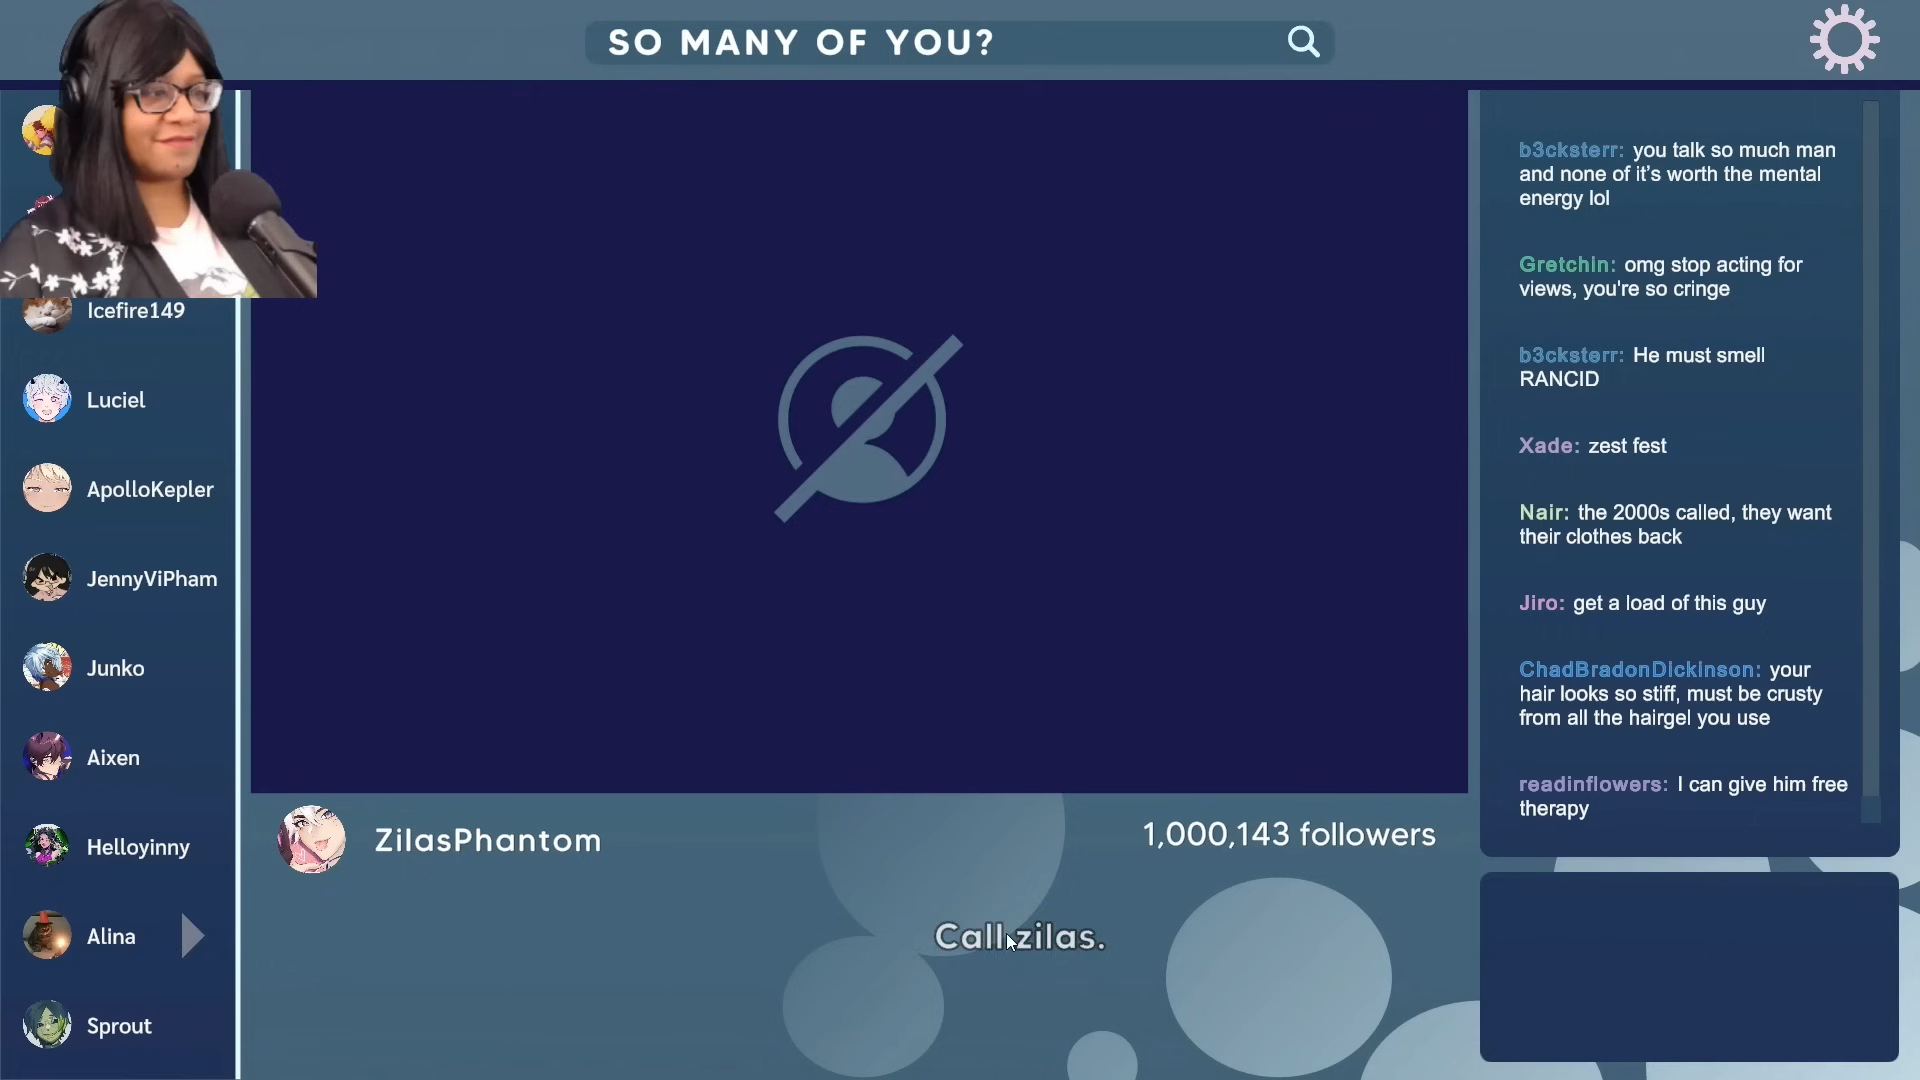 SO MANY OF YOU?
Icefire149
Luciel
ApolloKepler
JennyViPham
Junko
Aixen
Helloyinny
Alina
Sprout
ZilasPhantom
1,000,143 followers
Call zilas.
b3cksterr: you talk so much man
and none of it’s worth the mental
energy lol
Gretchin: omg stop acting for
views, you're so cringe
b3cksterr: He must smell
RANCID
Xade: zest fest
Nair: the 2000s called, they want
their clothes back
Jiro: get a load of this guy
ChadBradonDickinson: your
hair looks so stiff, must be crusty
from all the hairgel you use
readinflowers: I can give him free
therapy